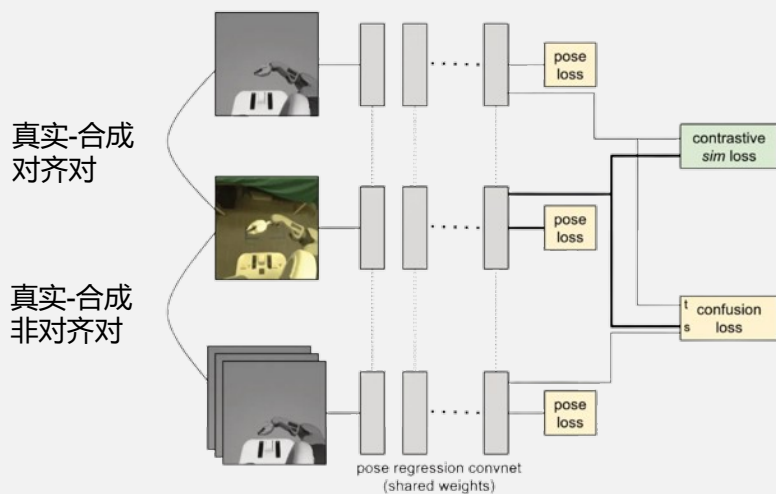 真实-合成
对齐对
真实-合成
非对齐对
pose
loss
contrastive
sim loss
pose
loss
t
s
confusion
loss
pose
loss
pose regression convnet
(shared weights)